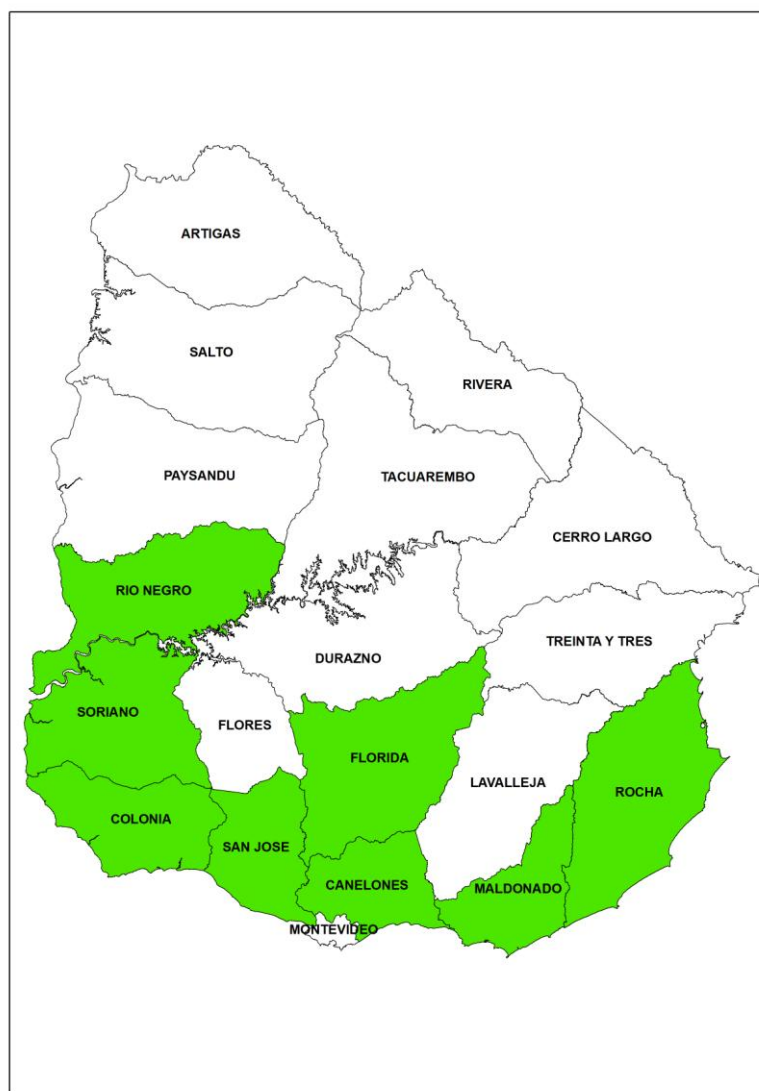 ARTIGAS
SALTO
RIVERA
PAYSANDU
TACUAREMBO
CERRO LARGO
RIO NEGRO
TREINTA Y TRES
DURAZNO
SORIANO
FLORES
FLORIDA
LAVALLEJA
ROCHA
COLONIA
SAN JOSE
CANELONES
MALDONADO
MONTEVIDEO